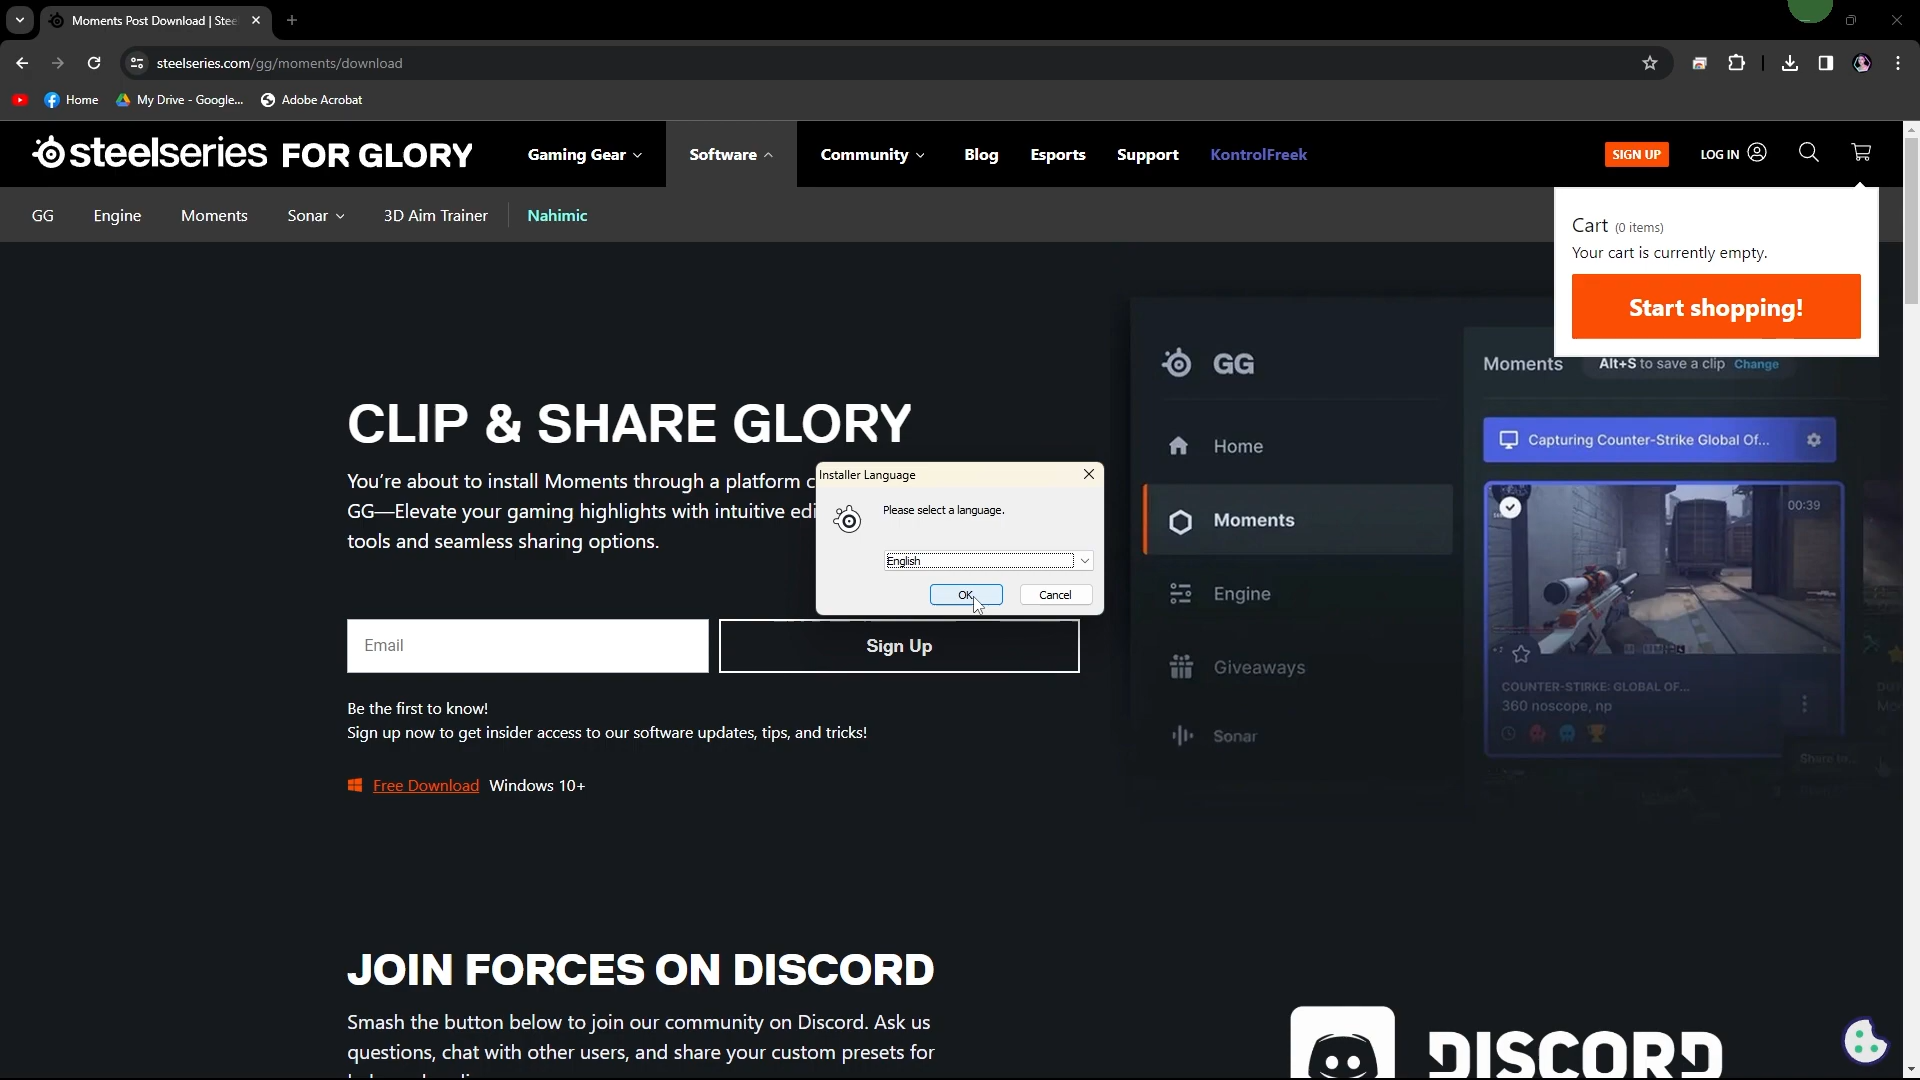 Moments Post Download | Stee
steelseries.com/gg/moments/download
Home
My Drive - Google...
Adobe Acrobat
steelseries FOR GLORY
Gaming Gear
Software
Community
Blog
Esports
Support
KontrolFreek
SIGN UP
LOG IN
GG
Engine
Moments
Sonar
3D Aim Trainer
Nahimic
Cart (0 items)
Your cart is currently empty.
Start shopping!
CLIP & SHARE GLORY
You're about to install Moments through a platform c
GG—Elevate your gaming highlights with intuitive edi
tools and seamless sharing options.
Installer Language
Please select a language.
English
OK
Cancel
Email
Sign Up
Be the first to know!
Sign up now to get insider access to our software updates, tips, and tricks!
Free Download Windows 10+
GG
Home
Moments
Engine
Giveaways
Sonar
Moments
Alt+S to save a clip Change
Capturing Counter-Strike Global Of...
00:39
COUNTER-STIRKE: GLOBAL OF...
360 noscope, np
Share to...
JOIN FORCES ON DISCORD
Smash the button below to join our community on Discord. Ask us
questions, chat with other users, and share your custom presets for
DISCORD